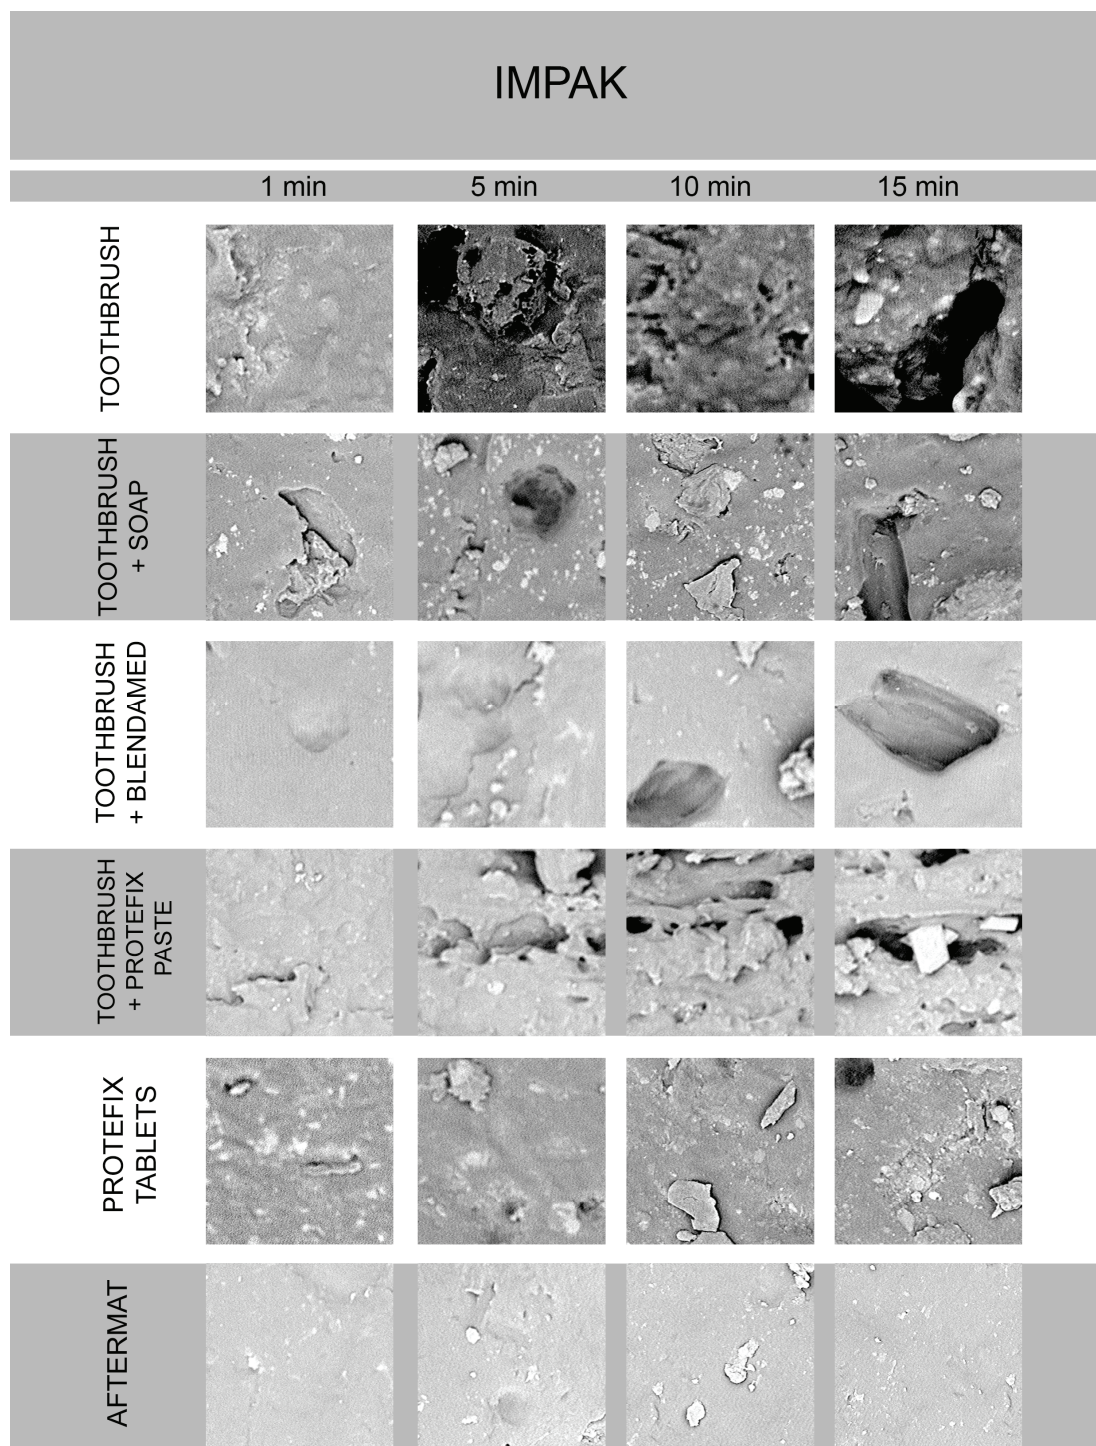 IMPAK
1 min 5 min 10 min 15 min
TOOTHBRUSH
TOOTHBRUSH
+ SOAP
TOOTHBRUSH
+ BLENDAMED
TOOTHBRUSH
+ PROTEFIX
PASTE
PROTEFIX
TABLETS
AFTERMAT